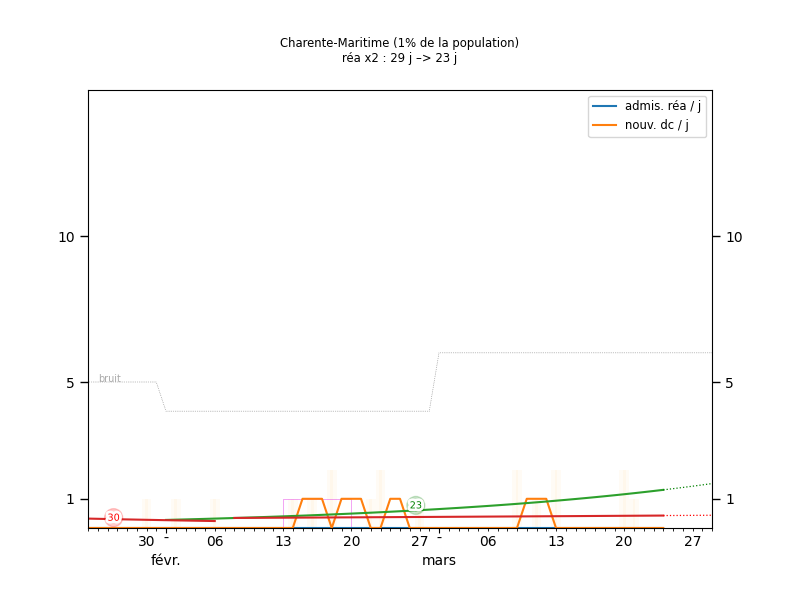 Charente-Maritime (1% de la population)
réa x2 : 29 j –> 23 j
admis. réa / j
nouv. dc / j
10
10
bruit
5
5
1
1
23
30
30 - 06 13 20 27 - 06 13 20 27
févr. mars